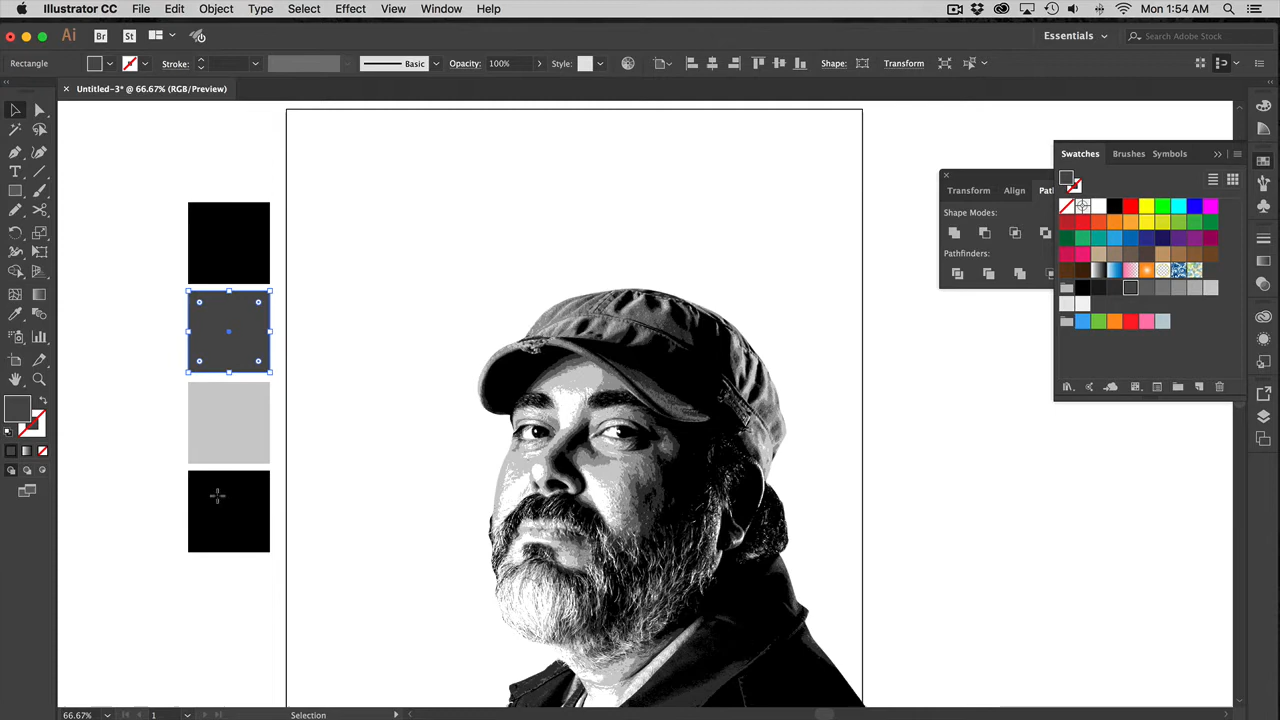 Illustrator CC File Edit Object Type Select Effect View Window Help Mon 1:54 AM
Ai Br St Essentials Search Adobe Stock
Rectangle Stroke: Basic Opacity: 100% Style: Shape: Transform
Untitled-3* @ 66.67% (RGB/Preview)
Swatches Brushes Symbols
Transform Align Pat
Shape Modes:
Pathfinders:
66.67% 1 Selection